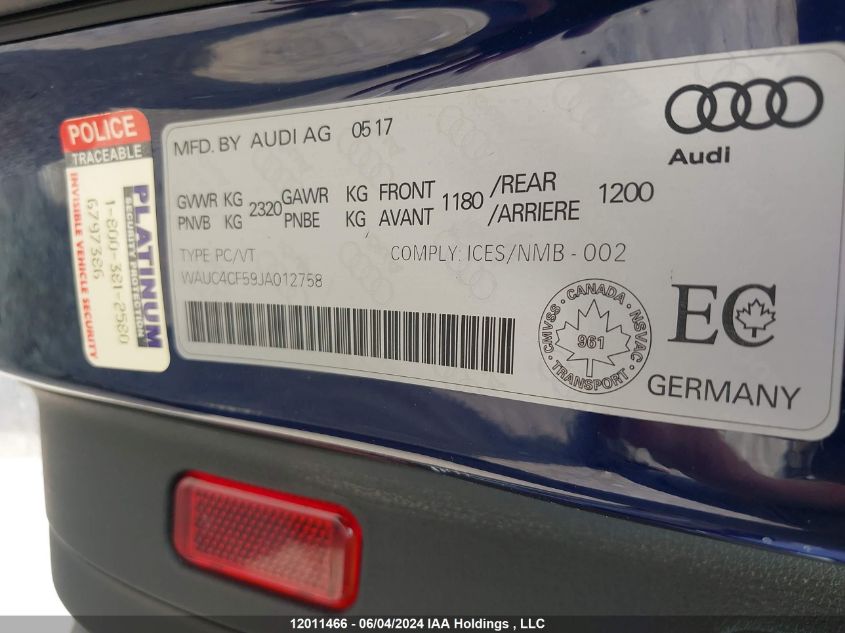 POLICE
TRACEABLE
INVISIBLE VEHICLE SECURITY
6797386
1-800-381-2580
PLATINUM
SECURITY PROTECTION
MFD. BY AUDI AG 05 17
Audi
GVWR KG 2320 GAWR KG FRONT 1180 /REAR 1200
PNVB KG PNBE KG AVANT /ARRIERE
TYPE PC/VT COMPLY: ICES/NMB - 002
WAUC4CF59JA012758
CANADA
CMVSS · NSVAC
961
TRANSPORT
EC
GERMANY
12011466 - 06/04/2024 IAA Holdings , LLC